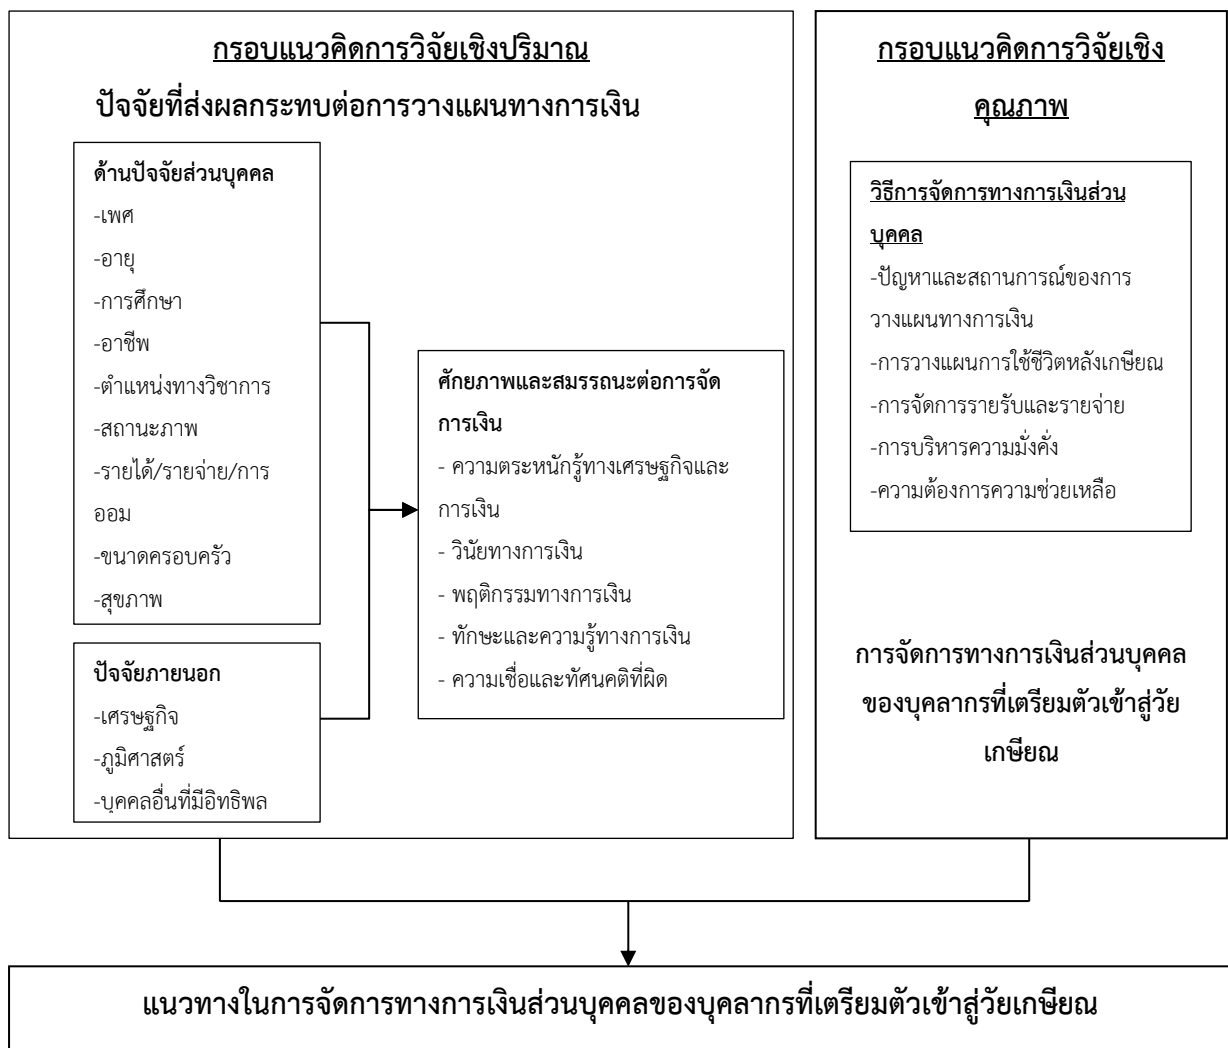 กรอบแนวคิดการวิจัยเชิงปริมาณ
ปัจจัยที่ส่งผลกระทบต่อการวางแผนทางการเงิน
ด้านปัจจัยส่วนบุคคล
-เพศ
-อายุ
-การศึกษา
-อาชีพ
-ตำแหน่งทางวิชาการ
-สถานะภาพ
-รายได้/รายจ่าย/การ
ออม
-ขนาดครอบครัว
-สุขภาพ
ปัจจัยภายนอก
-เศรษฐกิจ
-ภูมิศาสตร์
-บุคคลอื่นที่มีอิทธิพล
ศักยภาพและสมรรถนะต่อการจัด
การเงิน
- ความตระหนักรู้ทางเศรษฐกิจและ
การเงิน
- วินัยทางการเงิน
- พฤติกรรมทางการเงิน
- ทักษะและความรู้ทางการเงิน
- ความเชื่อและทัศนคติที่ผิด
กรอบแนวคิดการวิจัยเชิง
คุณภาพ
วิธีการจัดการทางการเงินส่วน
บุคคล
-ปัญหาและสถานการณ์ของการ
วางแผนทางการเงิน
-การวางแผนการใช้ชีวิตหลังเกษียณ
-การจัดการรายรับและรายจ่าย
-การบริหารความมั่งคั่ง
-ความต้องการความช่วยเหลือ
การจัดการทางการเงินส่วนบุคคล
ของบุคลากรที่เตรียมตัวเข้าสู่วัย
เกษียณ
แนวทางในการจัดการทางการเงินส่วนบุคคลของบุคลากรที่เตรียมตัวเข้าสู่วัยเกษียณ